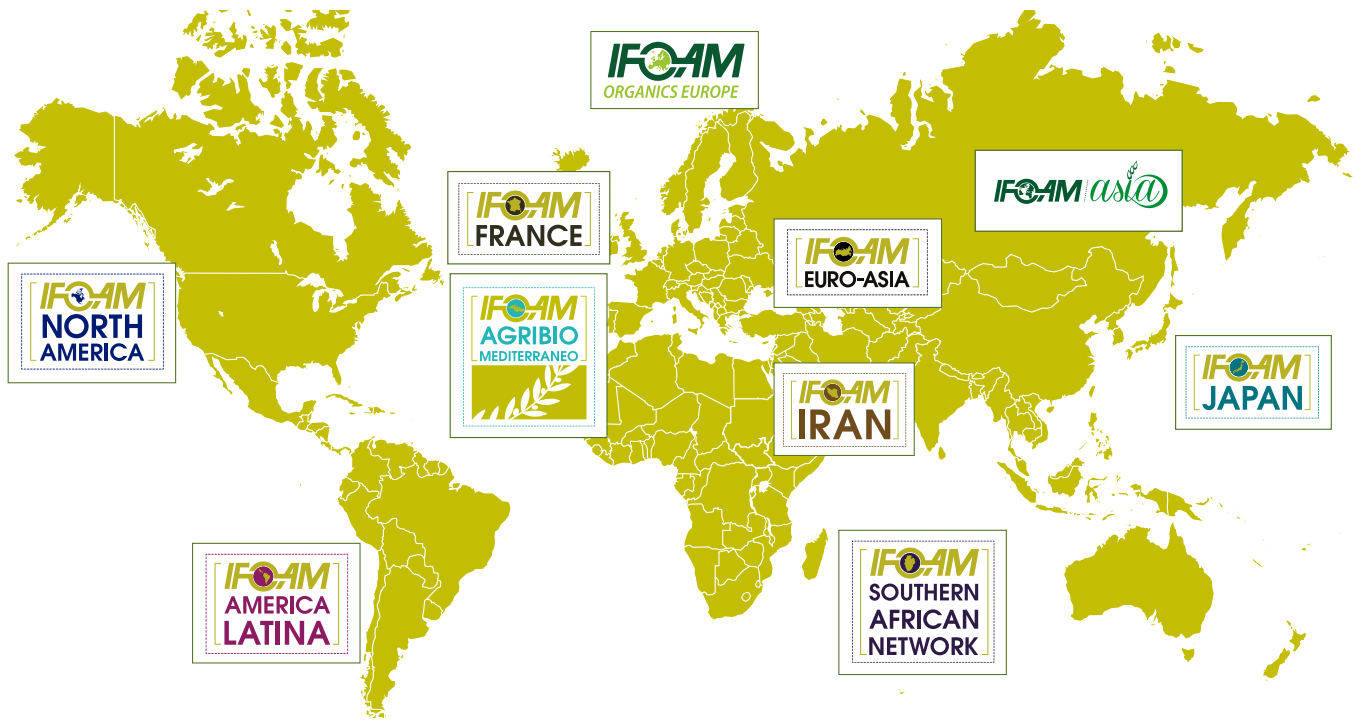 IFOAM
ORGANICS EUROPE
IFOAM asia
IFOAM
FRANCE
IFOAM
EURO-ASIA
IFOAM
NORTH
AMERICA
IFOAM
AGRIBIO
MEDITERRANEO
IFOAM
JAPAN
IFOAM
IRAN
IFOAM
AMERICA
LATINA
IFOAM
SOUTHERN
AFRICAN
NETWORK